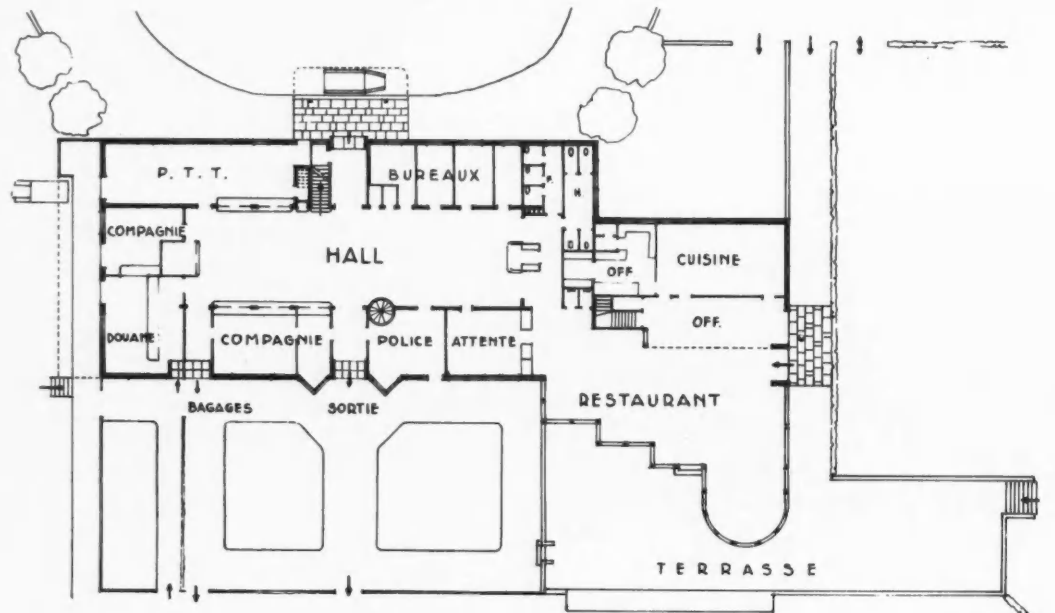 P. T. T.
BUREAUX
F.
H.
COMPAGNIE
HALL
OFF
CUISINE
DOUANE
COMPAGNIE
POLICE
ATTENTE
OFF.
BAGAGES
SORTIE
RESTAURANT
TERRASSE